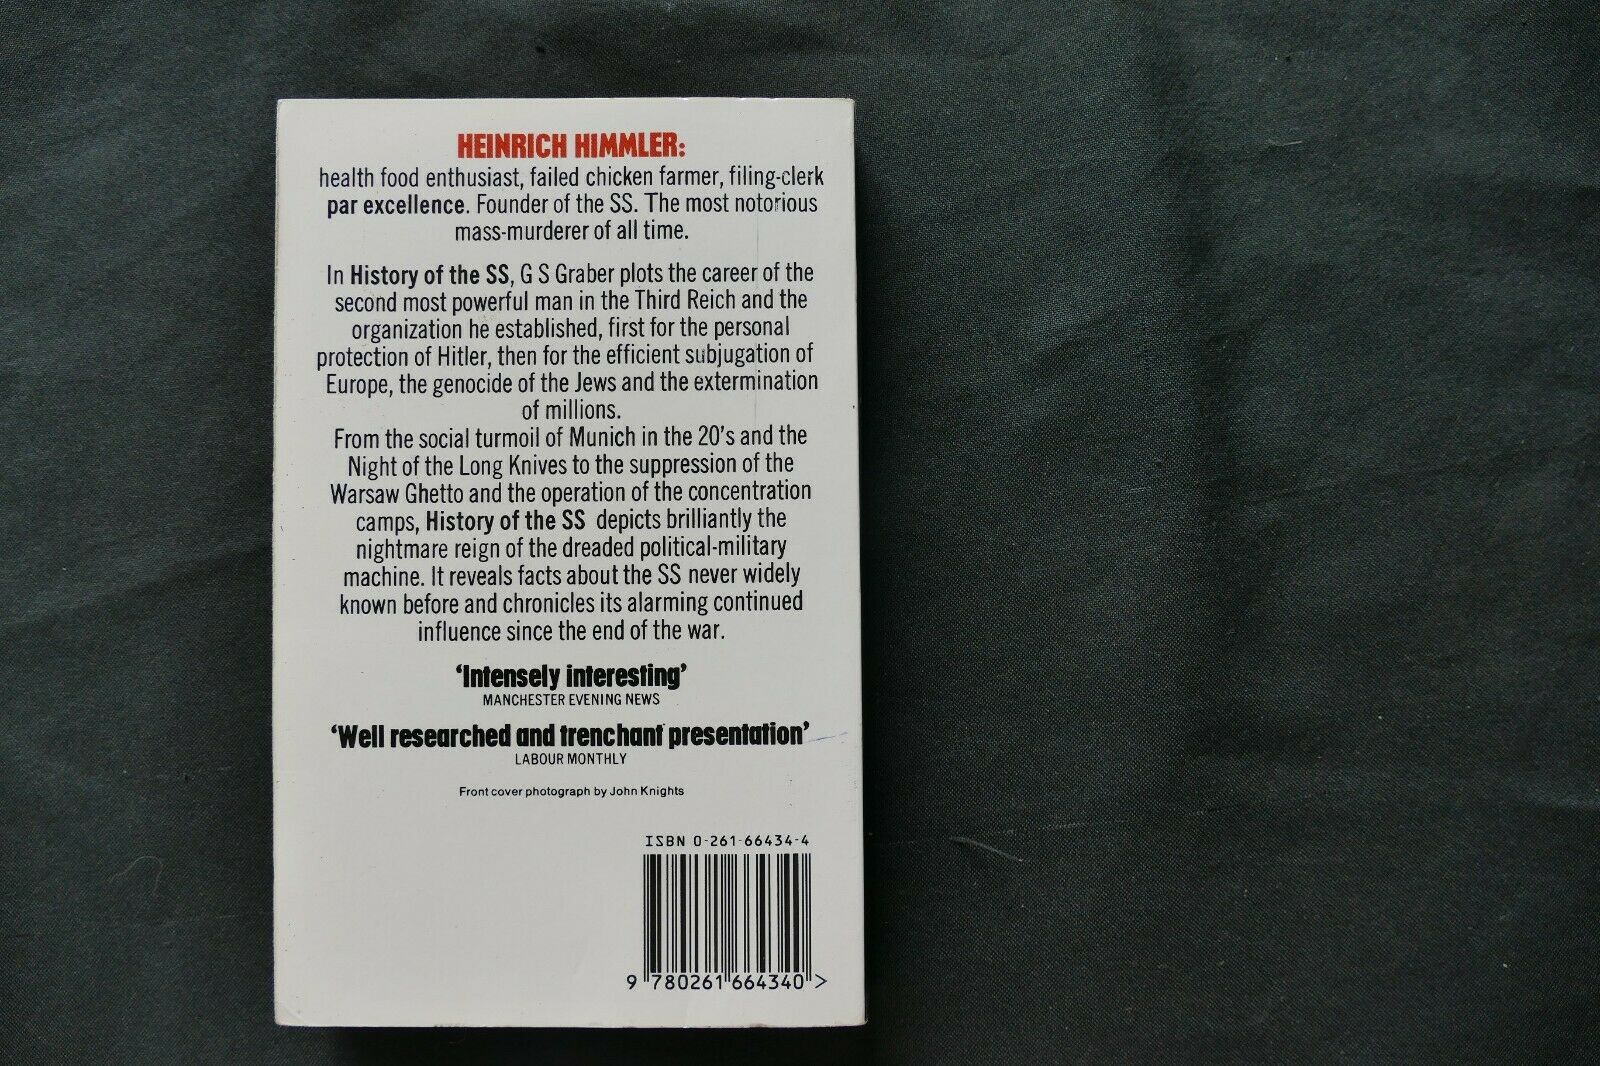 HEINRICH HIMMLER:
health food enthusiast, failed chicken farmer, filing-clerk
par excellence. Founder of the SS. The most notorious
mass-murderer of all time.
In History of the SS, G S Graber plots the career of the
second most powerful man in the Third Reich and the
organization he established, first for the personal
protection of Hitler, then for the efficient subjugation of
Europe, the genocide of the Jews and the extermination
of millions.
From the social turmoil of Munich in the 20's and the
Night of the Long Knives to the suppression of the
Warsaw Ghetto and the operation of the concentration
camps, History of the SS depicts brilliantly the
nightmare reign of the dreaded political-military
machine. It reveals facts about the SS never widely
known before and chronicles its alarming continued
influence since the end of the war.
'Intensely interesting'
MANCHESTER EVENING NEWS
'Well researched and trenchant presentation'
LABOUR MONTHLY
Front cover photograph by John Knights
ISBN 0-261-66434-4
9 780261 664340 >